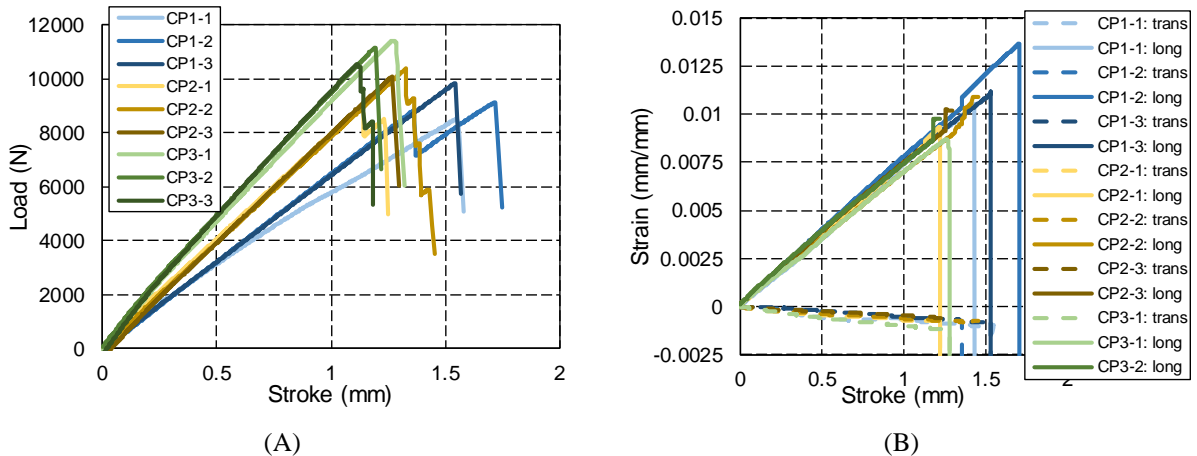 CP1-1
CP1-2
CP1-3
CP2-1
CP2-2
CP2-3
CP3-1
CP3-2
CP3-3
12000
10000
8000
6000
4000
2000
0
Load (N)
0
0.5
1
1.5
2
Stroke (mm)
(A)
0.015
0.0125
0.01
0.0075
0.005
0.0025
0
-0.0025
Strain (mm/mm)
0
0.5
1
1.5
2
Stroke (mm)
CP1-1: trans
CP1-1: long
CP1-2: trans
CP1-2: long
CP1-3: trans
CP1-3: long
CP2-1: trans
CP2-1: long
CP2-2: trans
CP2-2: long
CP2-3: trans
CP2-3: long
CP3-1: trans
CP3-1: long
CP3-2: long
(B)